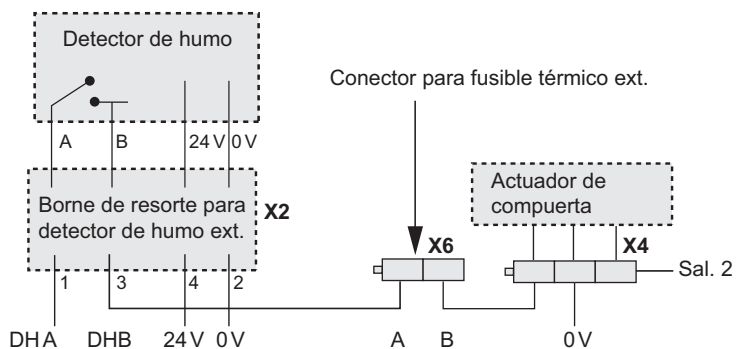 Detector de humo
Conector para fusible térmico ext.
A B 24 V 0 V
Borne de resorte para
detector de humo ext.
X2
Actuador de
compuerta
X6
X4
Sal. 2
1 3 4 2
DH A DHB 24 V 0 V A B 0 V